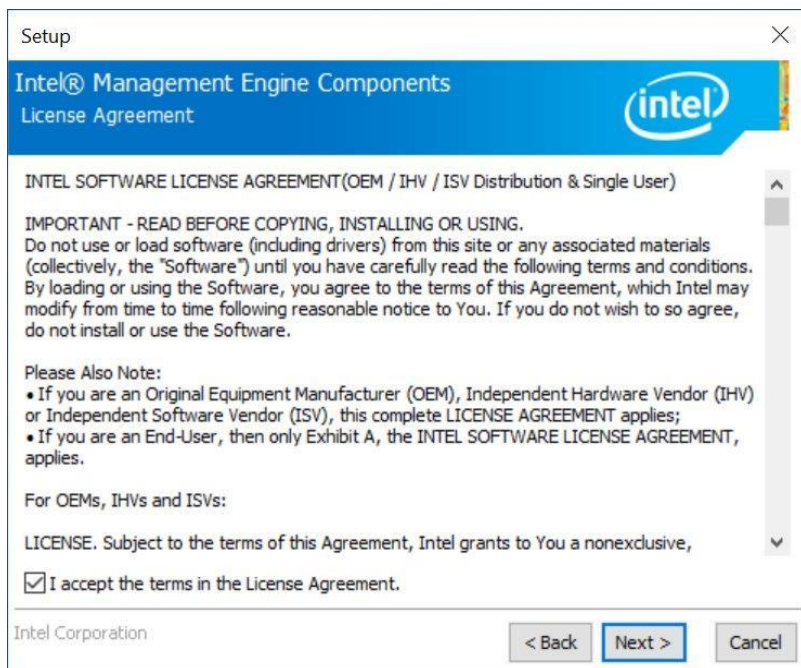 Setup
Intel® Management Engine Components
License Agreement
intel
INTEL SOFTWARE LICENSE AGREEMENT(OEM / IHV / ISV Distribution & Single User)
IMPORTANT - READ BEFORE COPYING, INSTALLING OR USING.
Do not use or load software (including drivers) from this site or any associated materials
(collectively, the "Software") until you have carefully read the following terms and conditions.
By loading or using the Software, you agree to the terms of this Agreement, which Intel may
modify from time to time following reasonable notice to You. If you do not wish to so agree,
do not install or use the Software.
Please Also Note:
• If you are an Original Equipment Manufacturer (OEM), Independent Hardware Vendor (IHV)
or Independent Software Vendor (ISV), this complete LICENSE AGREEMENT applies;
• If you are an End-User, then only Exhibit A, the INTEL SOFTWARE LICENSE AGREEMENT,
applies.
For OEMs, IHVs and ISVs:
LICENSE. Subject to the terms of this Agreement, Intel grants to You a nonexclusive,
I accept the terms in the License Agreement.
Intel Corporation
< Back Next > Cancel